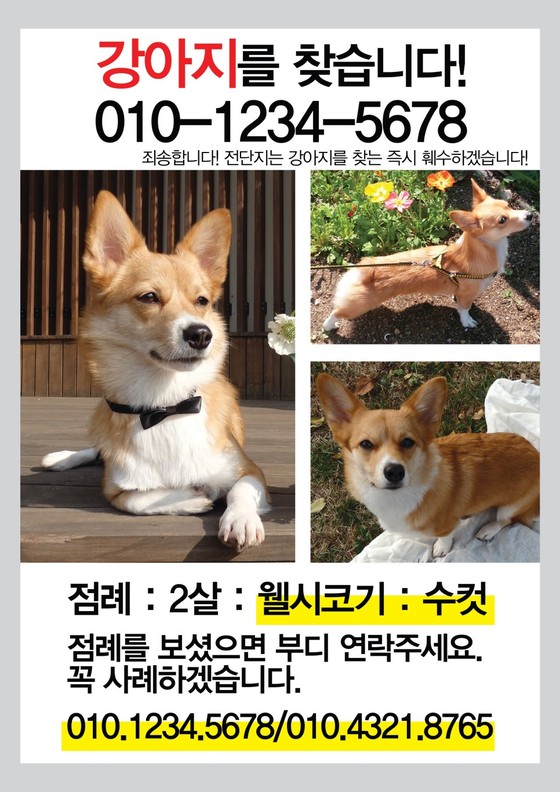 강아지를 찾습니다!
010-1234-5678
죄송합니다! 전단지는 강아지를 찾는 즉시 훼수하겠습니다!
점례 : 2살 : 웰시코기 : 수컷
점례를 보셨으면 부디 연락주세요.
꼭 사례하겠습니다.
010.1234.5678/010.4321.8765